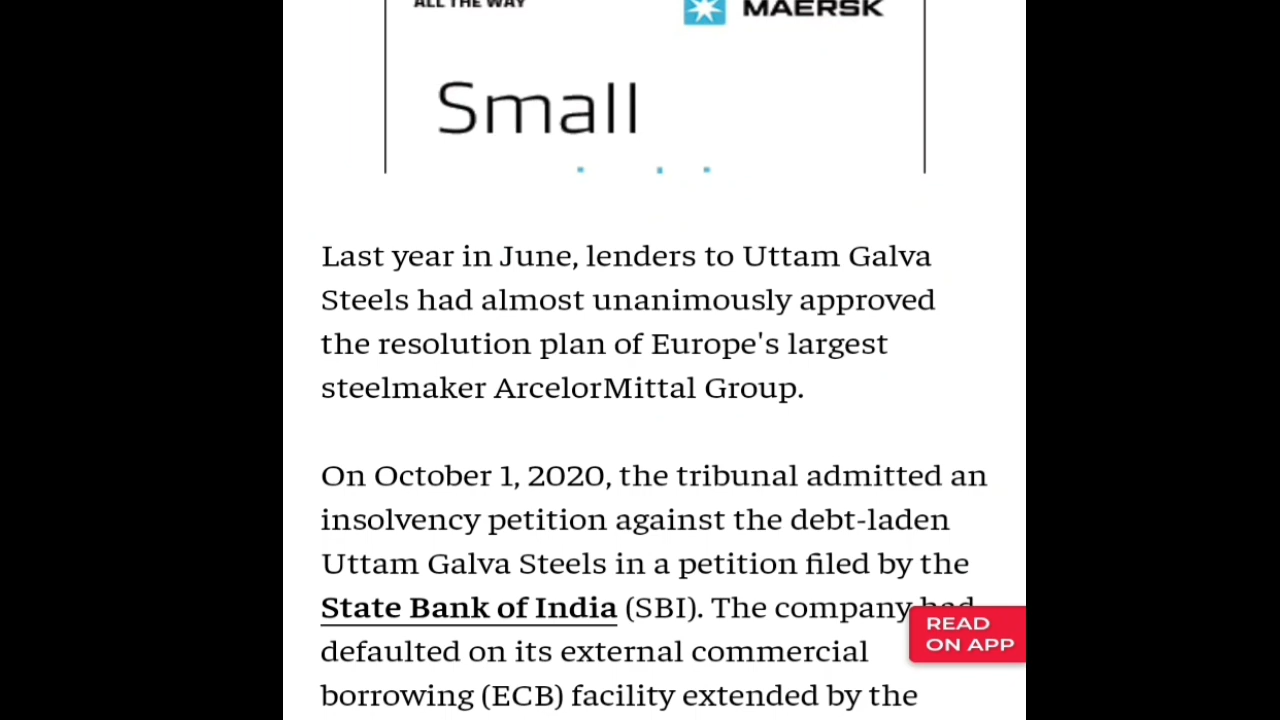 ALL THE WAY
MAERSK
Small
Last year in June, lenders to Uttam Galva
Steels had almost unanimously approved
the resolution plan of Europe's largest
steelmaker ArcelorMittal Group.
On October 1, 2020, the tribunal admitted an
insolvency petition against the debt-laden
Uttam Galva Steels in a petition filed by the
State Bank of India (SBI). The company had
READ
ON APP
defaulted on its external commercial
borrowing (ECB) facility extended by the